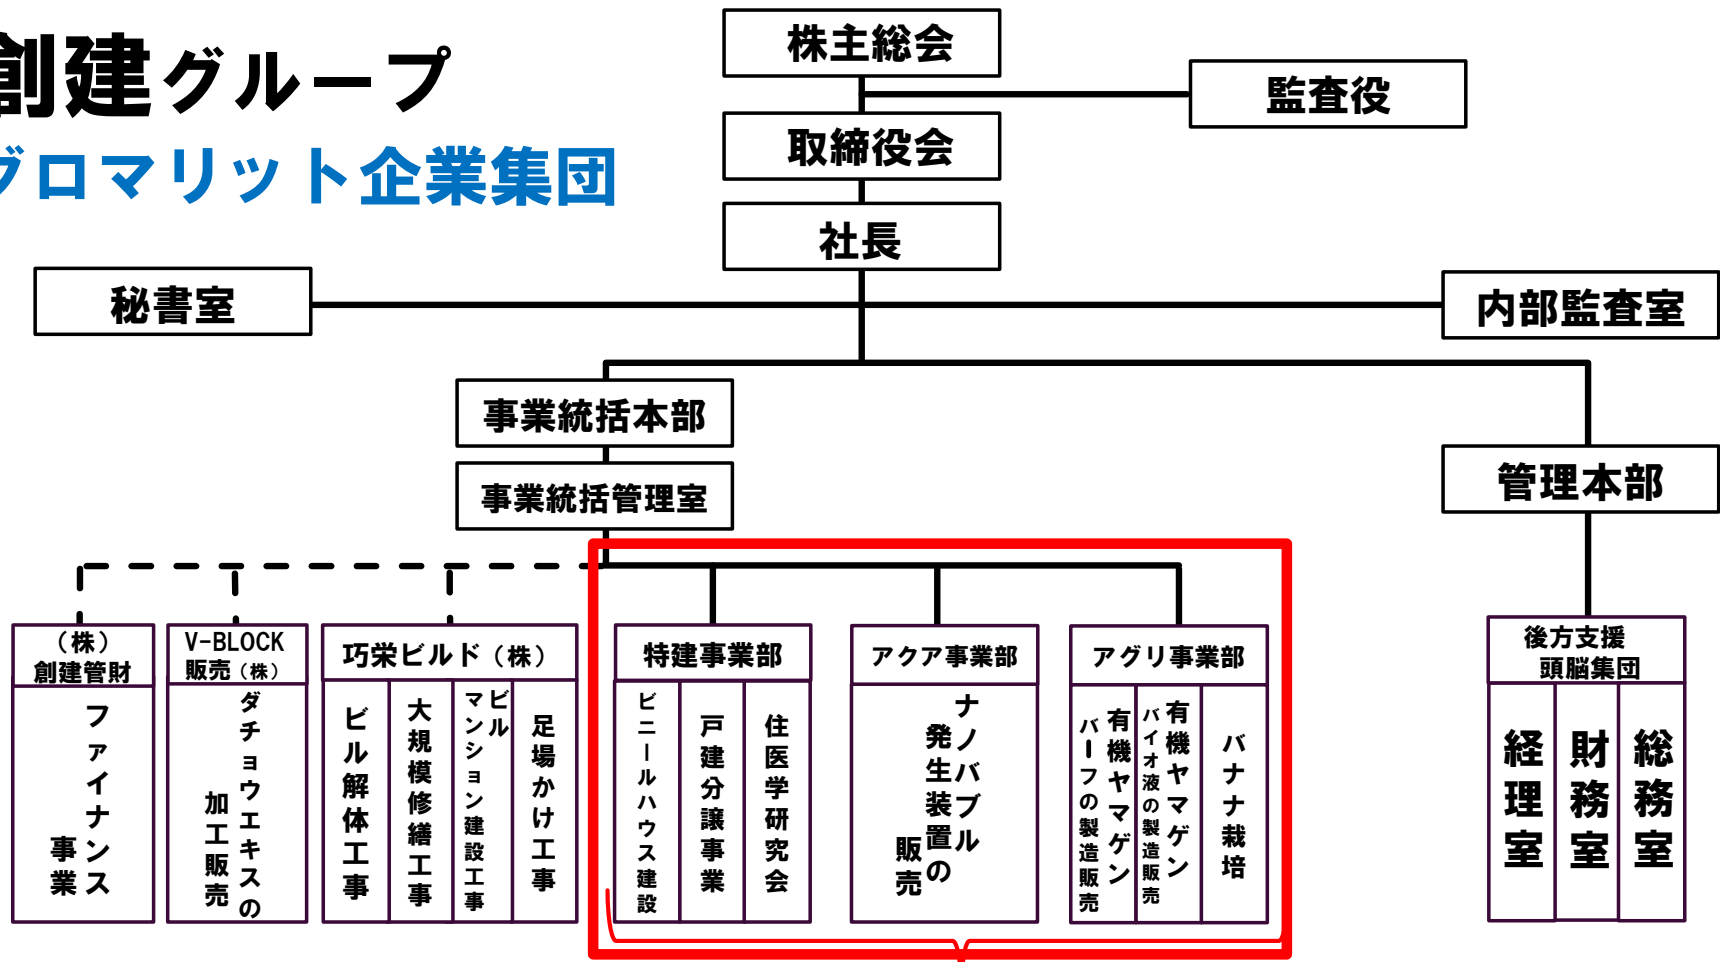 創建グループ
グロマリット企業集団
株主総会
監査役
取締役会
社長
秘書室
内部監査室
事業統括本部
事業統括管理室
管理本部
（株）
創建管財
ファイナンス
事業
V-BLOCK
販売（株）
ダチョウエキスの
加工販売
巧栄ビルド（株）
ビル解体工事
大規模修繕工事
ビル
マンション建設工事
足場かけ工事
特建事業部
ビニールハウス建設
戸建分譲事業
住医学研究会
アクア事業部
ナノバブル
発生装置の
販売
アグリ事業部
有機ヤマゲン
バーフの製造販売
有機ヤマゲン
バイオ液の製造販売
バナナ栽培
後方支援
頭脳集団
経理室
財務室
総務室